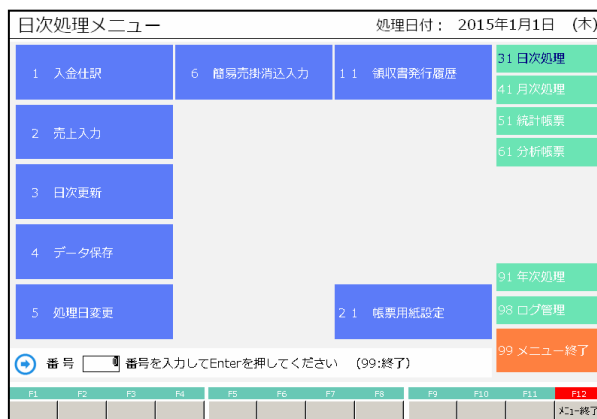 日次処理メニュー 処理日付： 2015年1月1日 (木)
1 入金仕訳 6 簡易売掛消込入力 11 領収書発行履歴 31 日次処理
41 月次処理
2 売上入力 51 統計帳票
61 分析帳票
3 日次更新
4 データ保存
91 年次処理
5 処理日変更 21 帳票用紙設定 98 ログ管理
99 メニュー終了
番号 0 番号を入力してEnterを押してください (99:終了)
F1 F2 F3 F4 F5 F6 F7 F8 F9 F10 F11 F12
ﾒﾆｭｰ終了